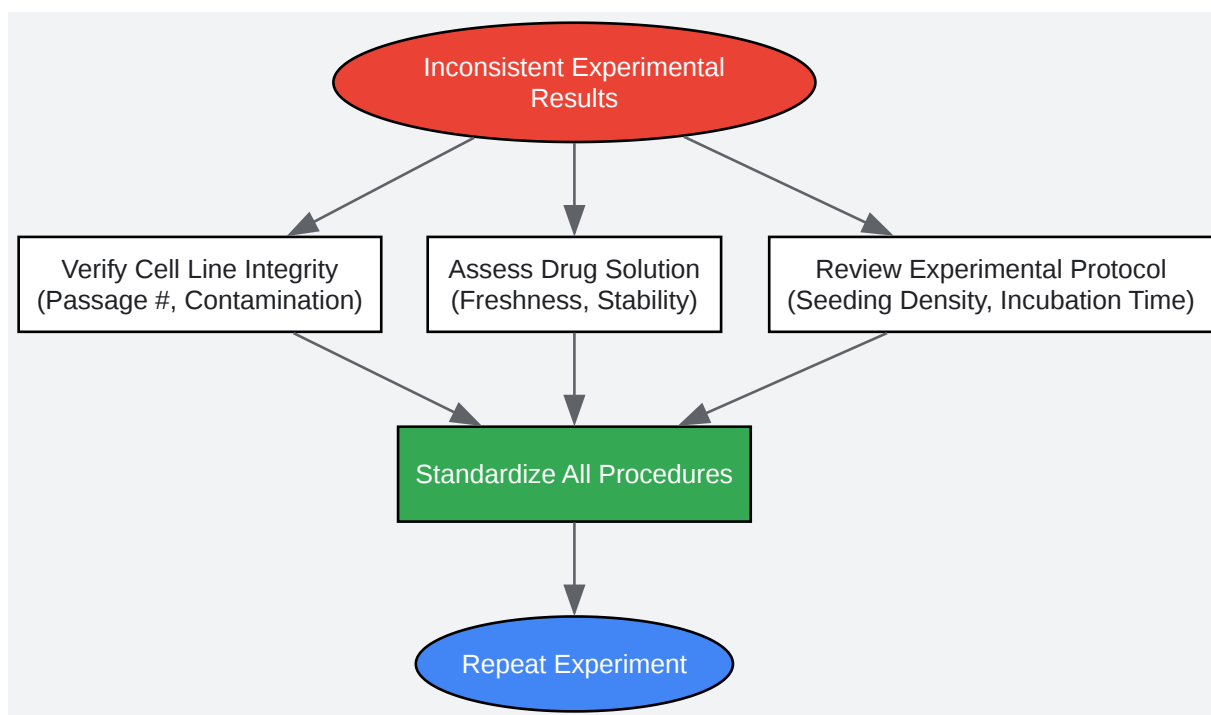 Inconsistent Experimental
Results
Verify Cell Line Integrity
(Passage #, Contamination)
Assess Drug Solution
(Freshness, Stability)
Review Experimental Protocol
(Seeding Density, Incubation Time)
Standardize All Procedures
Repeat Experiment